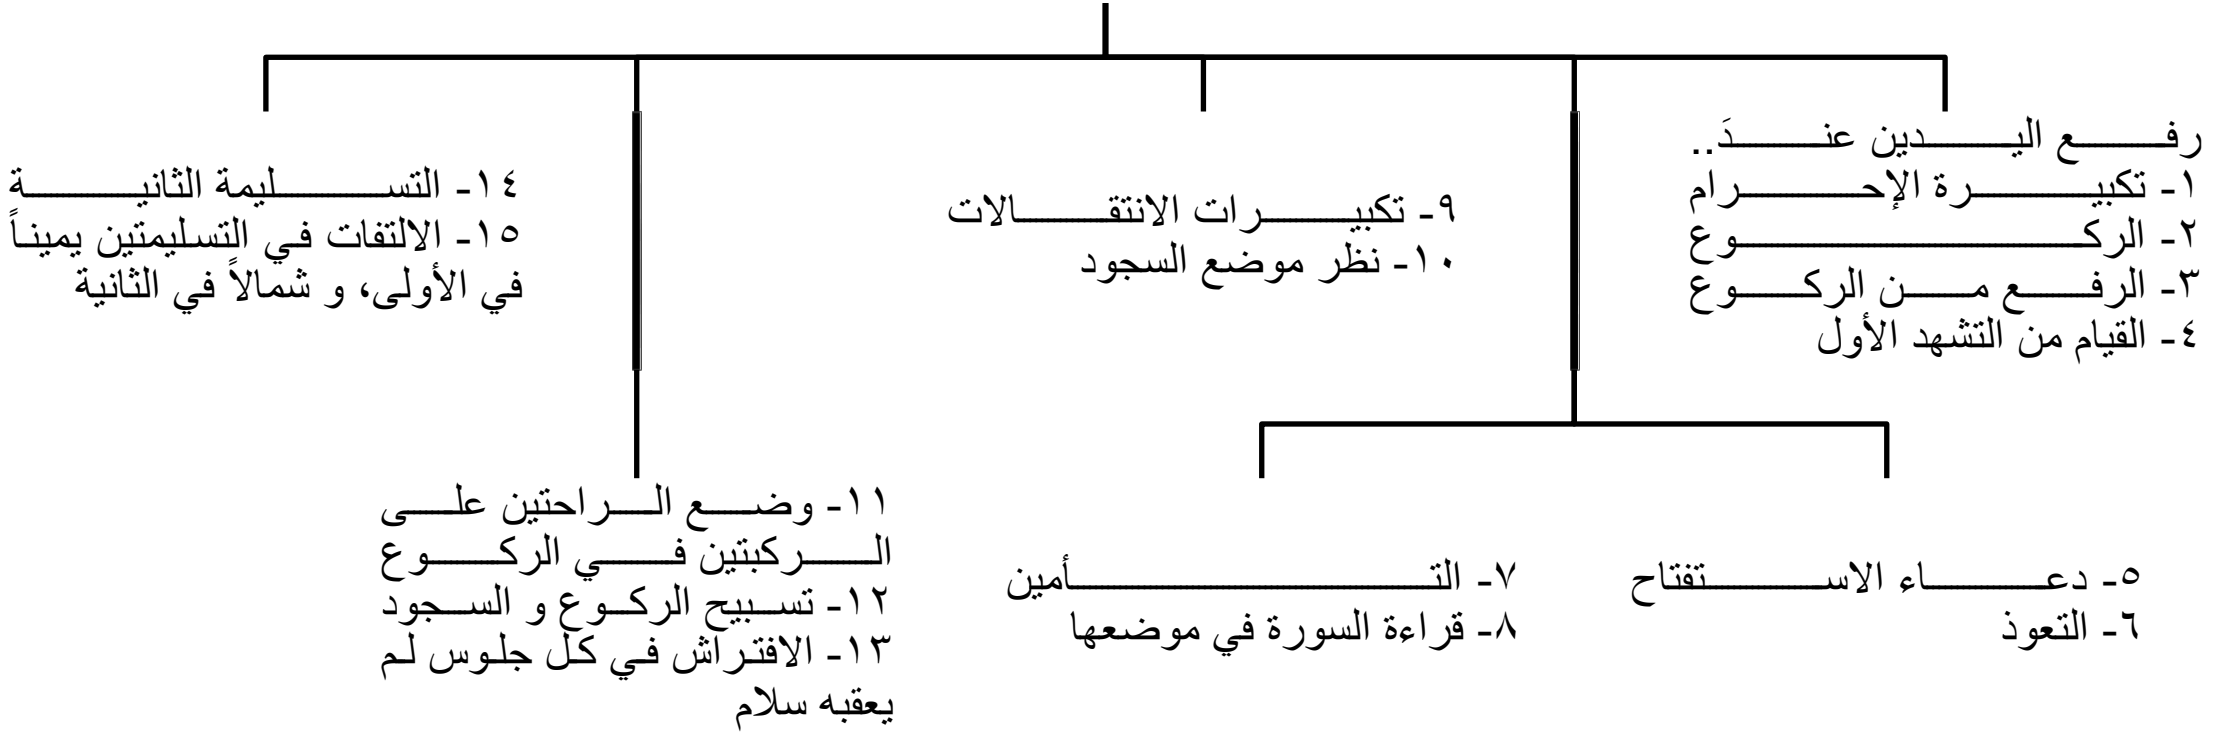 رفع اليدين عندَ..
١- تكبيرة الإحرام
٢- الركوع
٣- الرفع من الركوع
٤- القيام من التشهد الأول
٥- دعاء الاستفتاح
٦- التعوذ
٧- التأمين
٨- قراءة السورة في موضعها
٩- تكبيرات الانتقالات
١٠- نظر موضع السجود
١١- وضع الراحتين على
الركبتين في الركوع
١٢- تسبيح الركوع و السجود
١٣- الافتراش في كل جلوس لم
يعقبه سلام
١٤- التسليمة الثانية
١٥- الالتفات في التسليمتين يميناً
في الأولى، و شمالاً في الثانية